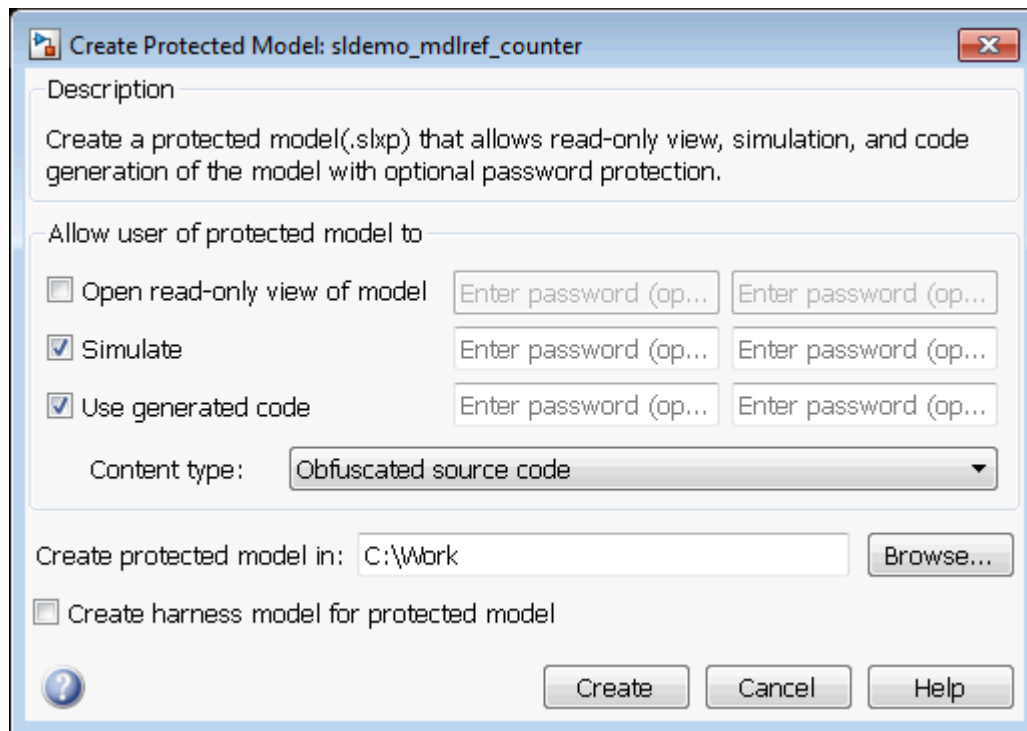 Create Protected Model: sldemo_mdlref_counter
Description
Create a protected model(.slxp) that allows read-only view, simulation, and code
generation of the model with optional password protection.
Allow user of protected model to
Open read-only view of model Enter password (op... Enter password (op...
Simulate Enter password (op... Enter password (op...
Use generated code Enter password (op... Enter password (op...
Content type: Obfuscated source code
Create protected model in: C:\Work Browse...
Create harness model for protected model
? Create Cancel Help